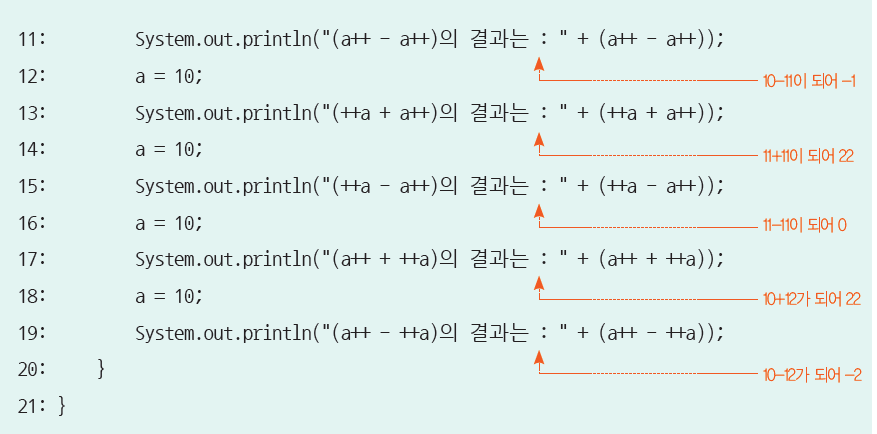 11: System.out.println("(a++ - a++)의 결과는 : " + (a++ - a++));
10-11이 되어 -1
12: a = 10;
13: System.out.println("(++a + a++)의 결과는 : " + (++a + a++));
11+11이 되어 22
14: a = 10;
15: System.out.println("(++a - a++)의 결과는 : " + (++a - a++));
11-11이 되어 0
16: a = 10;
17: System.out.println("(a++ + ++a)의 결과는 : " + (a++ + ++a));
10+12가 되어 22
18: a = 10;
19: System.out.println("(a++ - ++a)의 결과는 : " + (a++ - ++a));
10-12가 되어 -2
20: }
21: }